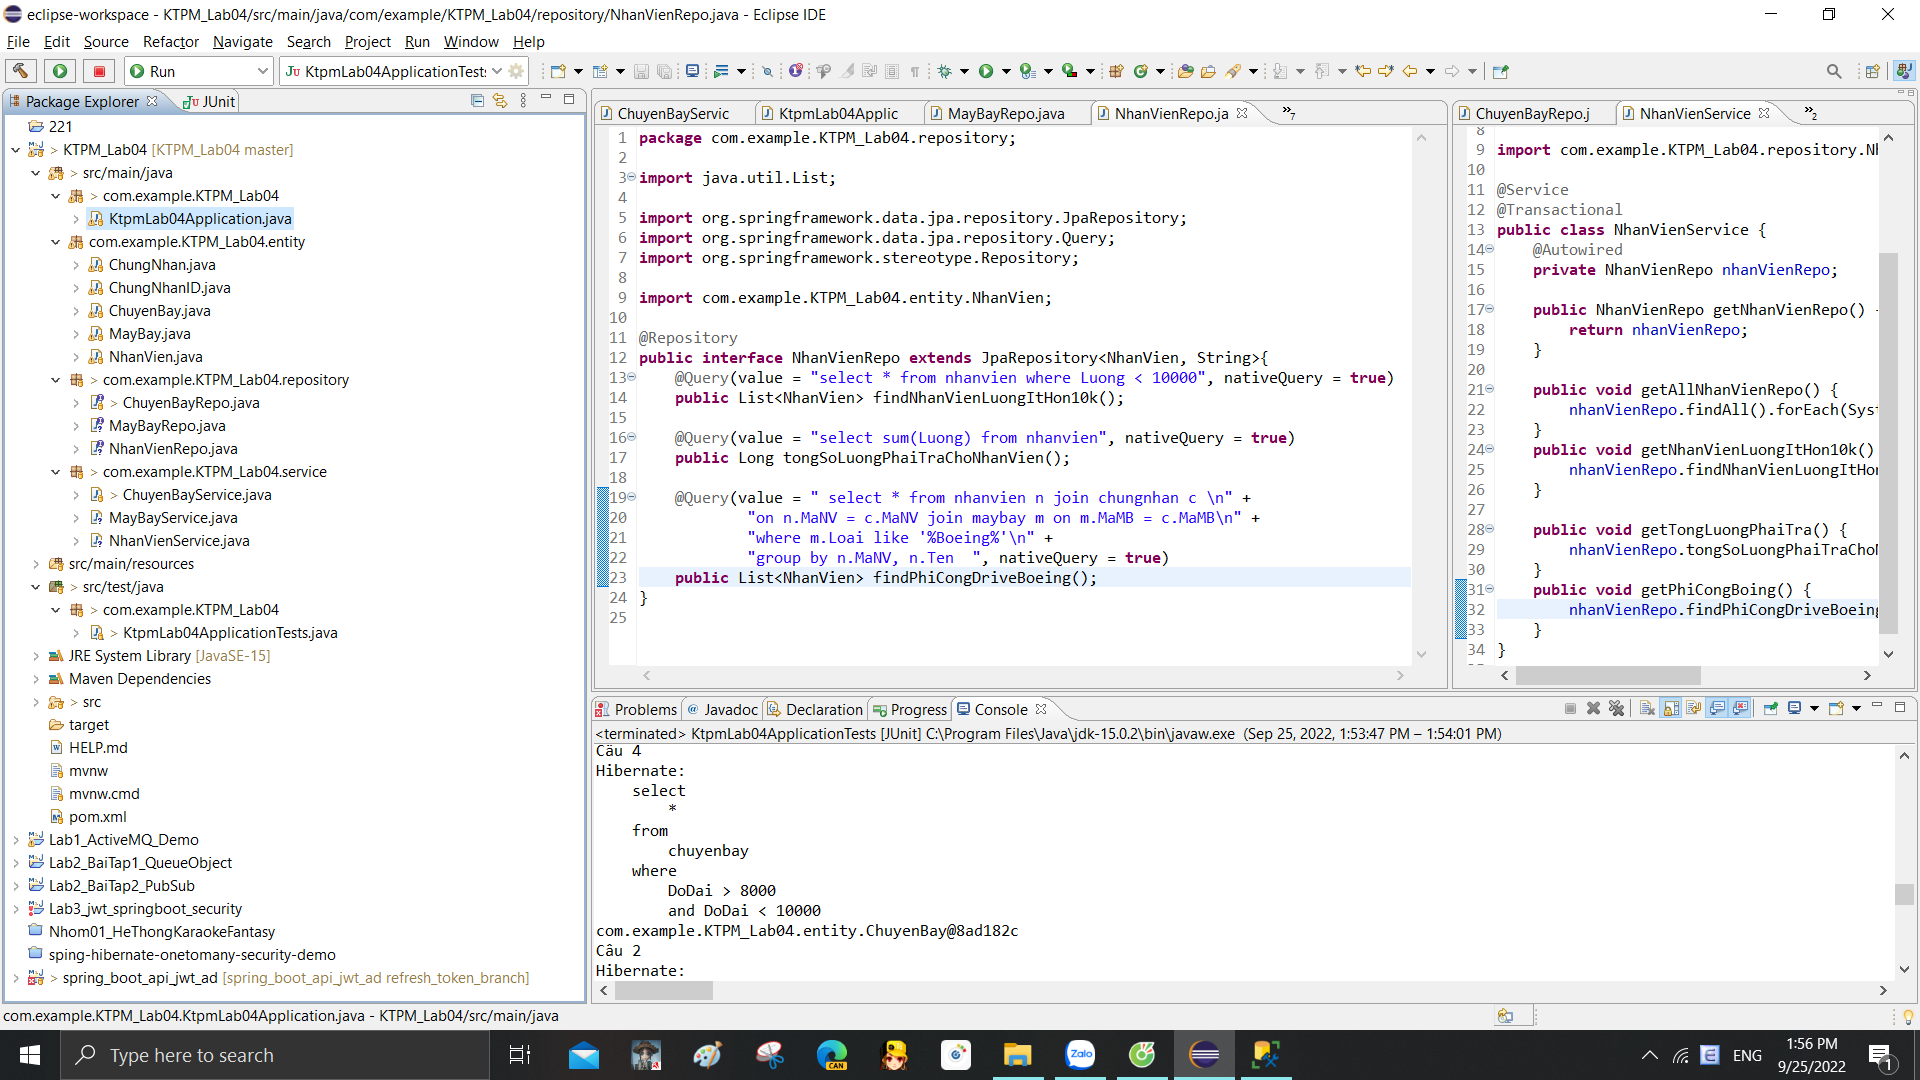 eclipse-workspace - KTPM_Lab04/src/main/java/com/example/KTPM_Lab04/repository/NhanVienRepo.java - Eclipse IDE
File Edit Source Refactor Navigate Search Project Run Window Help
Run
KtpmLab04ApplicationTests
Package Explorer
JUnit
221
> KTPM_Lab04 [KTPM_Lab04 master]
> src/main/java
> com.example.KTPM_Lab04
KtpmLab04Application.java
com.example.KTPM_Lab04.entity
ChungNhan.java
ChungNhanID.java
ChuyenBay.java
MayBay.java
NhanVien.java
> com.example.KTPM_Lab04.repository
> ChuyenBayRepo.java
MayBayRepo.java
NhanVienRepo.java
> com.example.KTPM_Lab04.service
> ChuyenBayService.java
MayBayService.java
NhanVienService.java
src/main/resources
> src/test/java
> com.example.KTPM_Lab04
> KtpmLab04ApplicationTests.java
JRE System Library [JavaSE-15]
Maven Dependencies
> src
target
HELP.md
mvnw
mvnw.cmd
pom.xml
Lab1_ActiveMQ_Demo
Lab2_BaiTap1_QueueObject
Lab2_BaiTap2_PubSub
Lab3_jwt_springboot_security
Nhom01_HeThongKaraokeFantasy
sping-hibernate-onetomany-security-demo
> spring_boot_api_jwt_ad [spring_boot_api_jwt_ad refresh_token_branch]
ChuyenBayServic
KtpmLab04Applic
MayBayRepo.java
NhanVienRepo.ja
»7
1 package com.example.KTPM_Lab04.repository;
2
3 import java.util.List;
4
5 import org.springframework.data.jpa.repository.JpaRepository;
6 import org.springframework.data.jpa.repository.Query;
7 import org.springframework.stereotype.Repository;
8
9 import com.example.KTPM_Lab04.entity.NhanVien;
10
11 @Repository
12 public interface NhanVienRepo extends JpaRepository<NhanVien, String>{
13 @Query(value = "select * from nhanvien where Luong < 10000", nativeQuery = true)
14 public List<NhanVien> findNhanVienLuongItHon10k();
15
16 @Query(value = "select sum(Luong) from nhanvien", nativeQuery = true)
17 public Long tongSoLuongPhaiTraChoNhanVien();
18
19 @Query(value = " select * from nhanvien n join chungnhan c \n" +
20 "on n.MaNV = c.MaNV join maybay m on m.MaMB = c.MaMB\n" +
21 "where m.Loai like '%Boeing%'\n" +
22 "group by n.MaNV, n.Ten  ", nativeQuery = true)
23 public List<NhanVien> findPhiCongDriveBoeing();
24 }
25
ChuyenBayRepo.j
NhanVienService
»2
8
9 import com.example.KTPM_Lab04.repository.Nh
10
11 @Service
12 @Transactional
13 public class NhanVienService {
14 @Autowired
15 private NhanVienRepo nhanVienRepo;
16
17 public NhanVienRepo getNhanVienRepo() {
18 return nhanVienRepo;
19 }
20
21 public void getAllNhanVienRepo() {
22 nhanVienRepo.findAll().forEach(Syst
23 }
24 public void getNhanVienLuongItHon10k()
25 nhanVienRepo.findNhanVienLuongItHon
26 }
27
28 public void getTongLuongPhaiTra() {
29 nhanVienRepo.tongSoLuongPhaiTraChoN
30 }
31 public void getPhiCongBoing() {
32 nhanVienRepo.findPhiCongDriveBoeing
33 }
34 }
Problems
Javadoc
Declaration
Progress
Console
<terminated> KtpmLab04ApplicationTests [JUnit] C:\Program Files\Java\jdk-15.0.2\bin\javaw.exe (Sep 25, 2022, 1:53:47 PM – 1:54:01 PM)
Câu 4
Hibernate:
select
*
from
chuyenbay
where
DoDai > 8000
and DoDai < 10000
com.example.KTPM_Lab04.entity.ChuyenBay@8ad182c
Câu 2
Hibernate:
com.example.KTPM_Lab04.KtpmLab04Application.java - KTPM_Lab04/src/main/java
Type here to search
CAN
Zalo
ENG
1:56 PM
9/25/2022
1